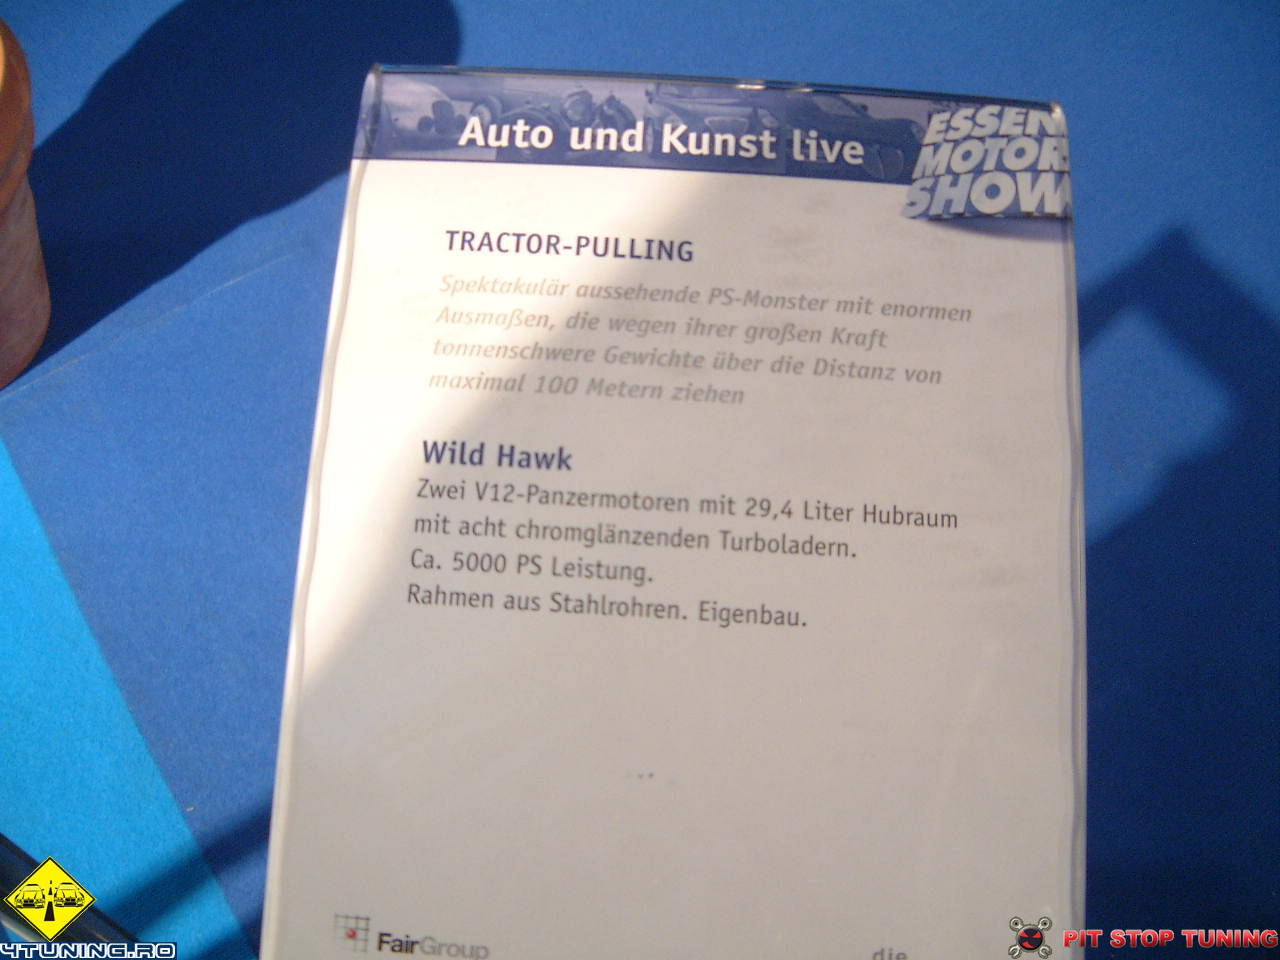 Auto und Kunst live
ESSEN
MOTOR
SHOW
TRACTOR-PULLING
Spektakulär aussehende PS-Monster mit enormen
Ausmaßen, die wegen ihrer großen Kraft
tonnenschwere Gewichte über die Distanz von
maximal 100 Metern ziehen
Wild Hawk
Zwei V12-Panzermotoren mit 29,4 Liter Hubraum
mit acht chromglänzenden Turboladern.
Ca. 5000 PS Leistung.
Rahmen aus Stahlrohren. Eigenbau.
FairGroup
die
4TUNING.RO
PIT STOP TUNING